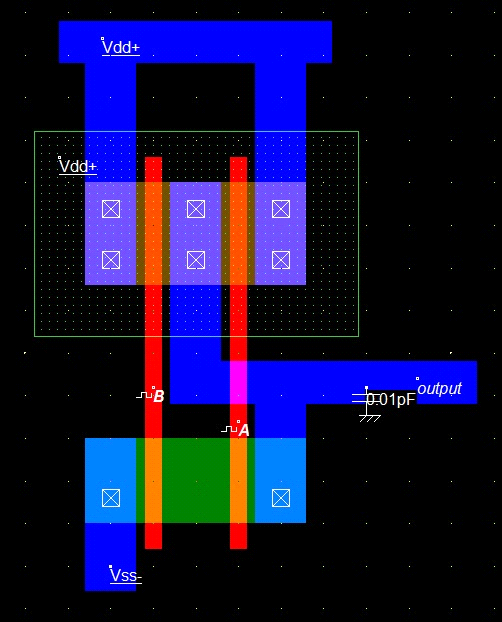 Vdd+
Vdd+
output
B
0.01pF
A
Vss-